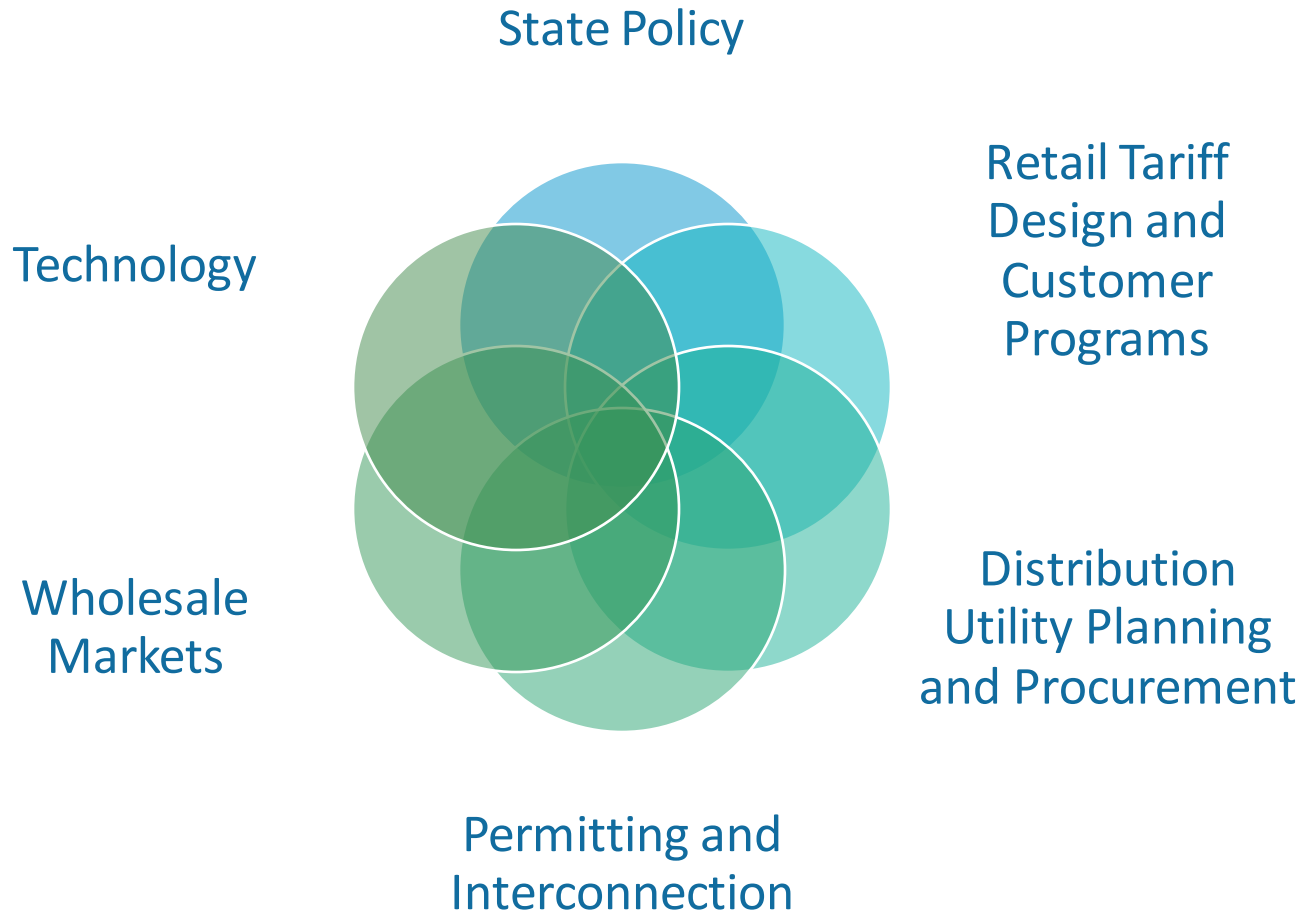 State Policy
Retail Tariff
Design and
Customer
Programs
Technology
Distribution
Utility Planning
and Procurement
Wholesale
Markets
Permitting and
Interconnection